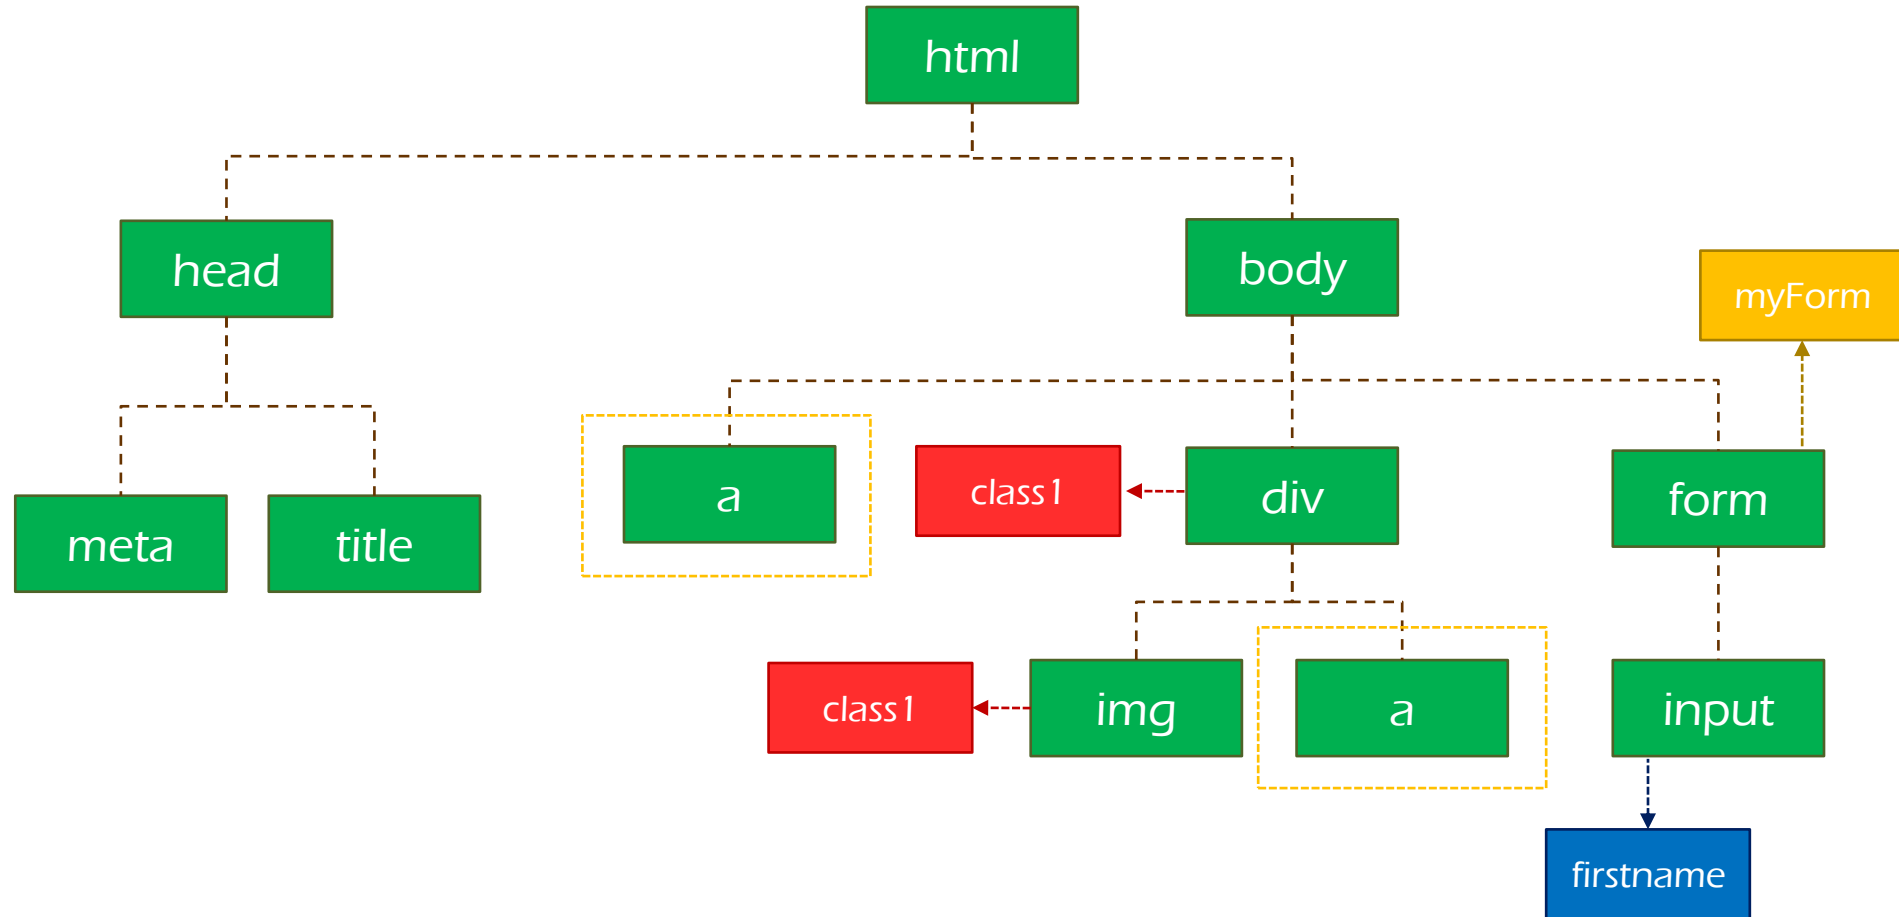 html
head
body
myForm
a
class1
div
form
meta
title
class1
img
a
input
firstname